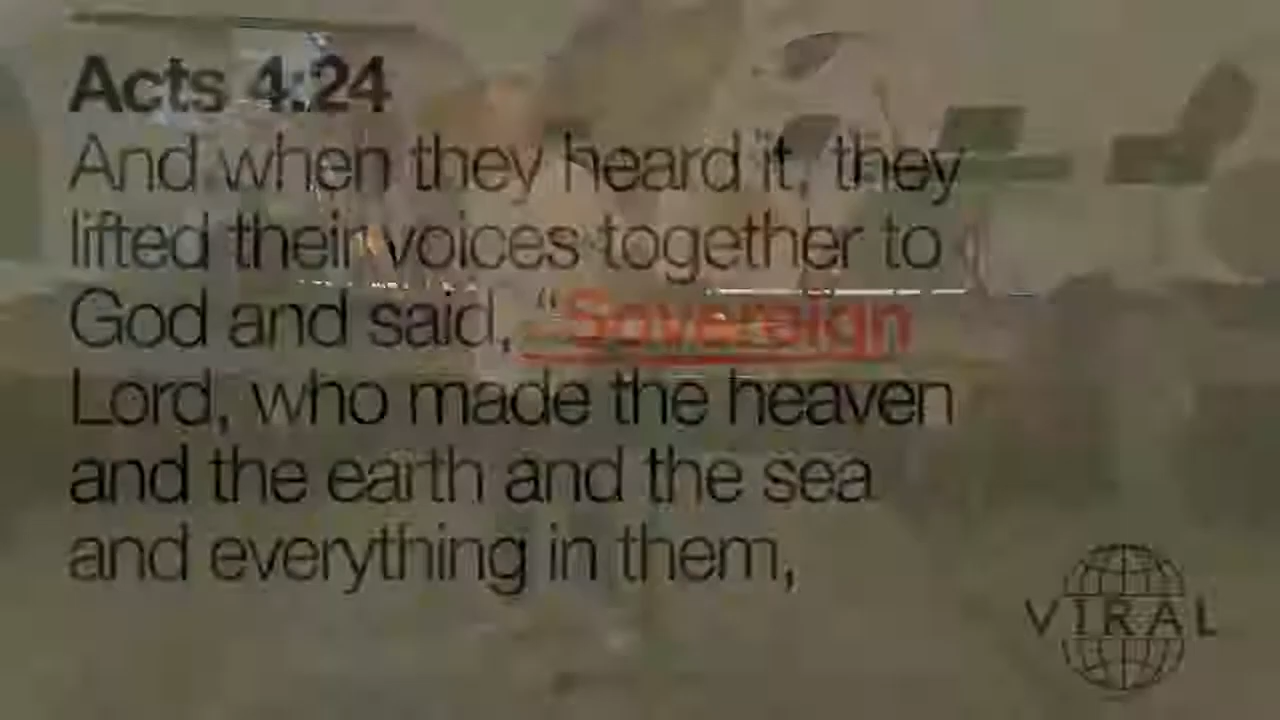 Acts 4:24
And when they heard it, they
lifted their voices together to
God and said, “Sovereign
Lord, who made the heaven
and the earth and the sea
and everything in them,
VIRAL